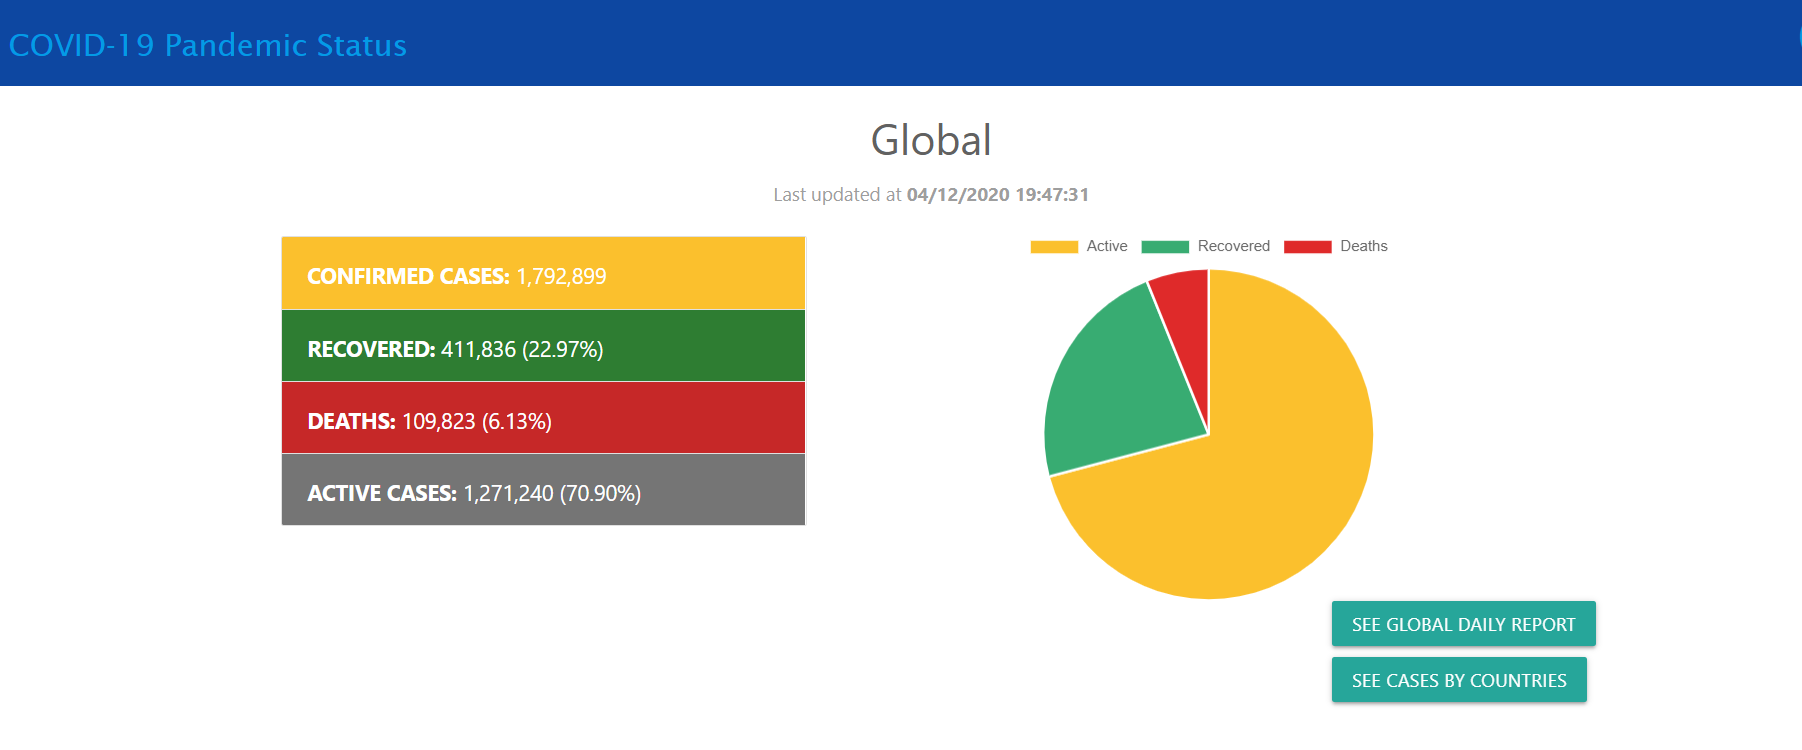 COVID-19 Pandemic Status
Global
Last updated at 04/12/2020 19:47:31
CONFIRMED CASES: 1,792,899
RECOVERED: 411,836 (22.97%)
DEATHS: 109,823 (6.13%)
ACTIVE CASES: 1,271,240 (70.90%)
Active Recovered Deaths
SEE GLOBAL DAILY REPORT
SEE CASES BY COUNTRIES